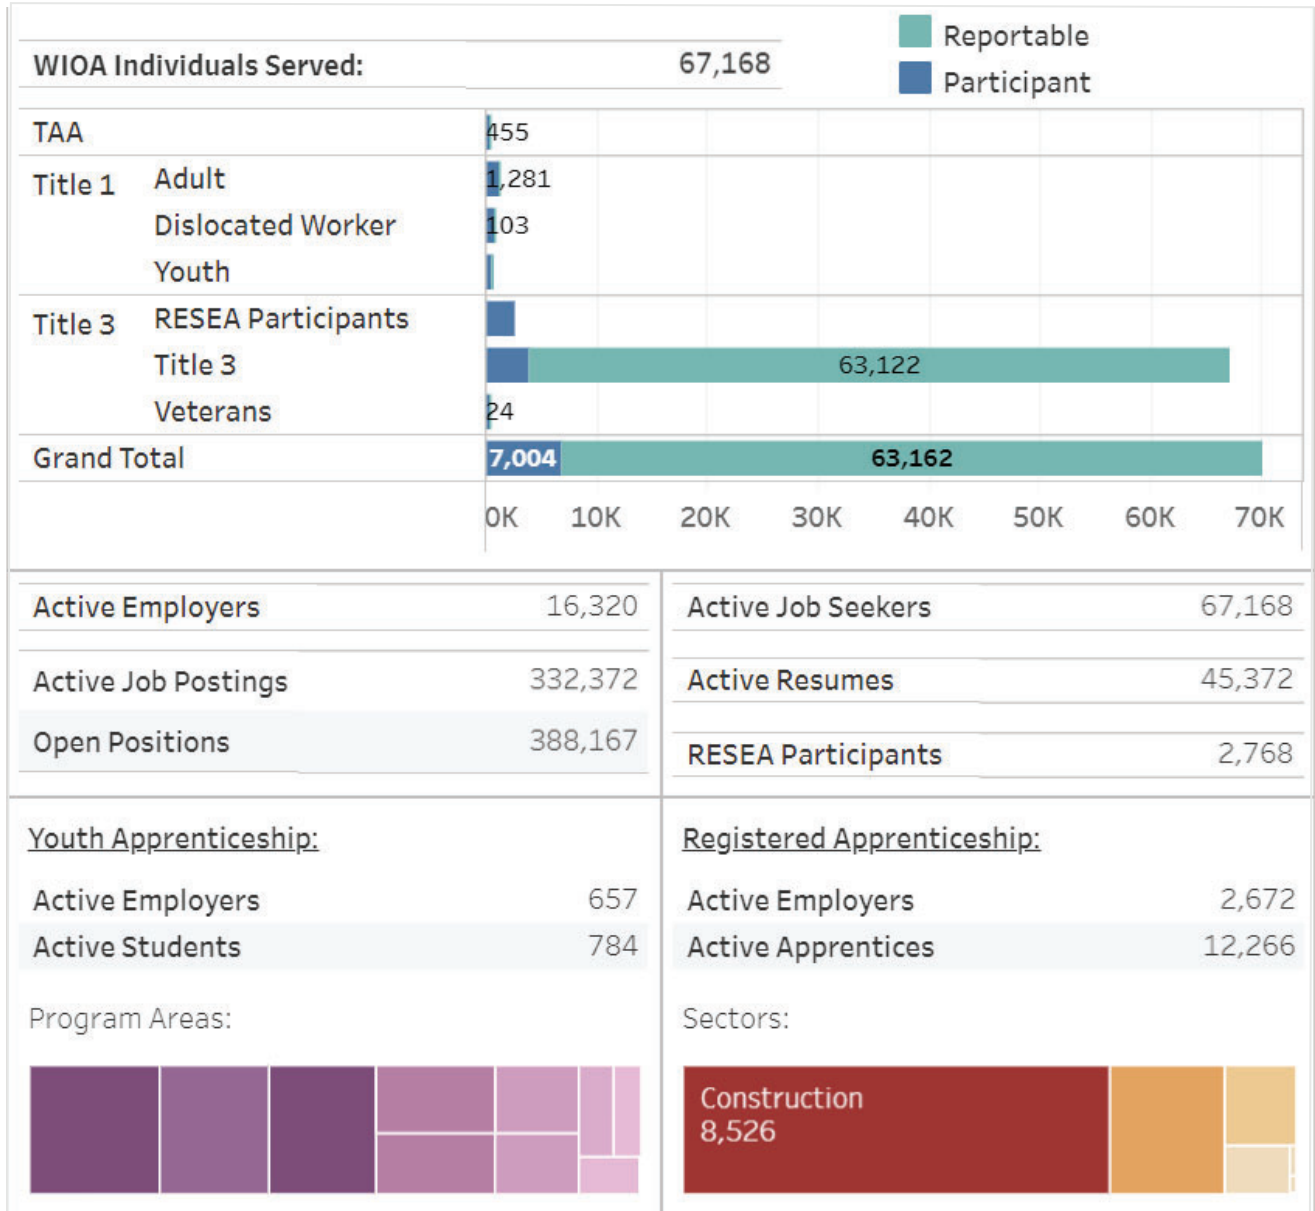 WIOA Individuals Served: 67,168
Reportable
Participant
TAA 455
Title 1 Adult 1,281
Dislocated Worker 103
Youth
Title 3 RESEA Participants
Title 3 63,122
Veterans 24
Grand Total 7,004 63,162
0K 10K 20K 30K 40K 50K 60K 70K
Active Employers 16,320
Active Job Postings 332,372
Open Positions 388,167
Active Job Seekers 67,168
Active Resumes 45,372
RESEA Participants 2,768
Youth Apprenticeship:
Active Employers 657
Active Students 784
Program Areas:
Registered Apprenticeship:
Active Employers 2,672
Active Apprentices 12,266
Sectors:
Construction
8,526